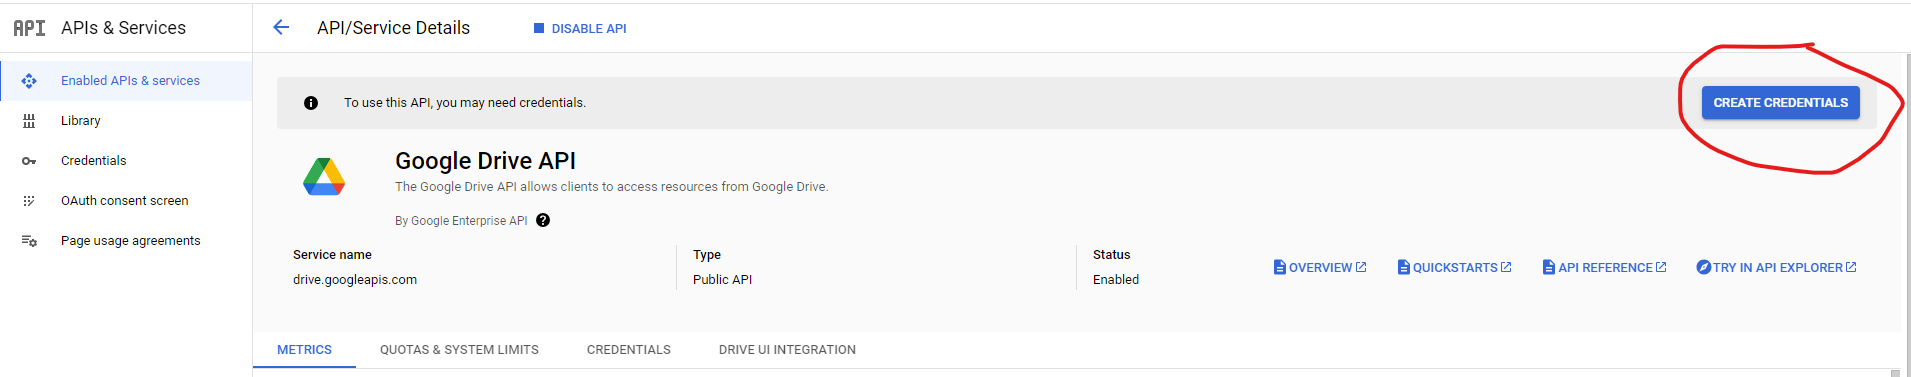 API APIs & Services
API/Service Details
DISABLE API
Enabled APIs & services
Library
Credentials
OAuth consent screen
Page usage agreements
To use this API, you may need credentials.
CREATE CREDENTIALS
Google Drive API
The Google Drive API allows clients to access resources from Google Drive.
By Google Enterprise API
Service name
drive.googleapis.com
Type
Public API
Status
Enabled
OVERVIEW
QUICKSTARTS
API REFERENCE
TRY IN API EXPLORER
METRICS
QUOTAS & SYSTEM LIMITS
CREDENTIALS
DRIVE UI INTEGRATION